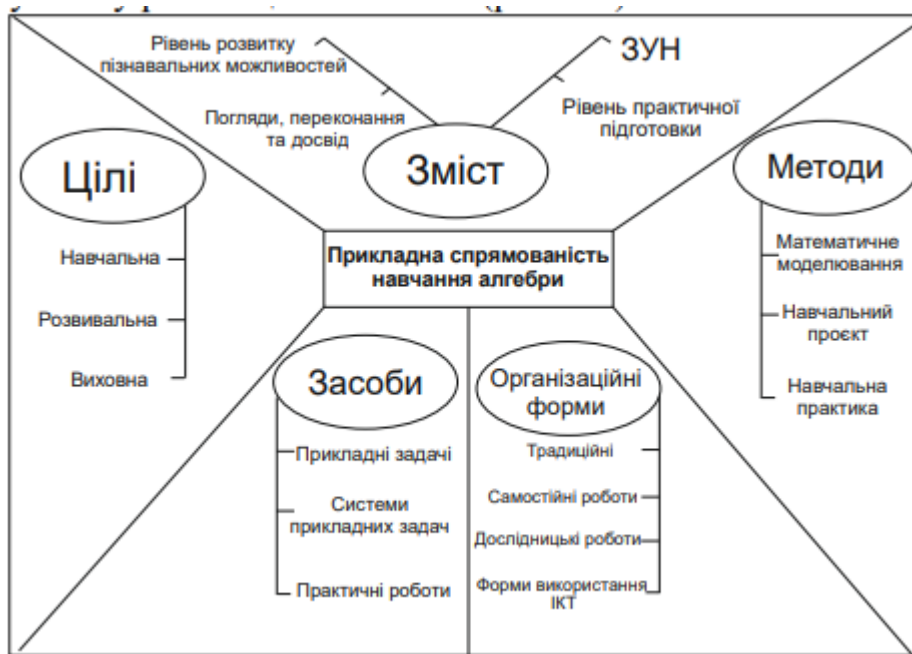 Рівень розвитку
пізнавальних можливостей
Погляди, переконання
та досвід
ЗУН
Рівень практичної
підготовки
Зміст
Цілі
Навчальна
Розвивальна
Виховна
Методи
Математичне
моделювання
Навчальний
проєкт
Навчальна
практика
Прикладна спрямованість
навчання алгебри
Засоби
Прикладні задачі
Системи
прикладних задач
Практичні роботи
Організаційні
форми
Традиційні
Самостійні роботи
Дослідницькі роботи
Форми використання
ІКТ